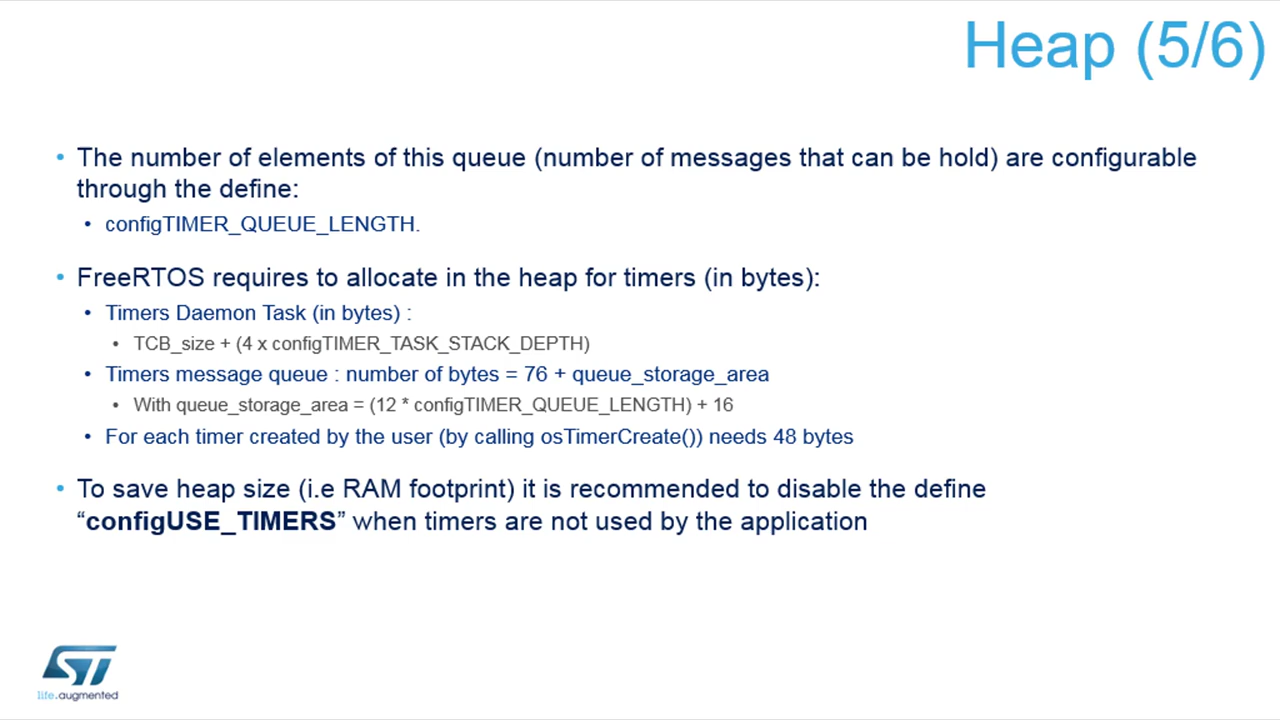 Heap (5/6)
• The number of elements of this queue (number of messages that can be hold) are configurable
through the define:
• configTIMER_QUEUE_LENGTH.
• FreeRTOS requires to allocate in the heap for timers (in bytes):
• Timers Daemon Task (in bytes) :
• TCB_size + (4 x configTIMER_TASK_STACK_DEPTH)
• Timers message queue : number of bytes = 76 + queue_storage_area
• With queue_storage_area = (12 * configTIMER_QUEUE_LENGTH) + 16
• For each timer created by the user (by calling osTimerCreate()) needs 48 bytes
• To save heap size (i.e RAM footprint) it is recommended to disable the define
“configUSE_TIMERS” when timers are not used by the application
ST
life.augmented